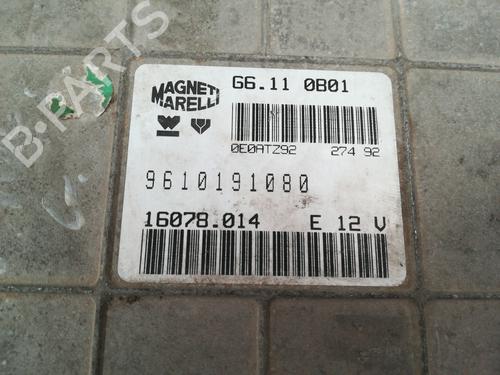 B-PARTS
MAGNETI
MARELLI
G6.11 0B01
0E0ATZ92 274 92
9610191080
16078.014 E 12 V